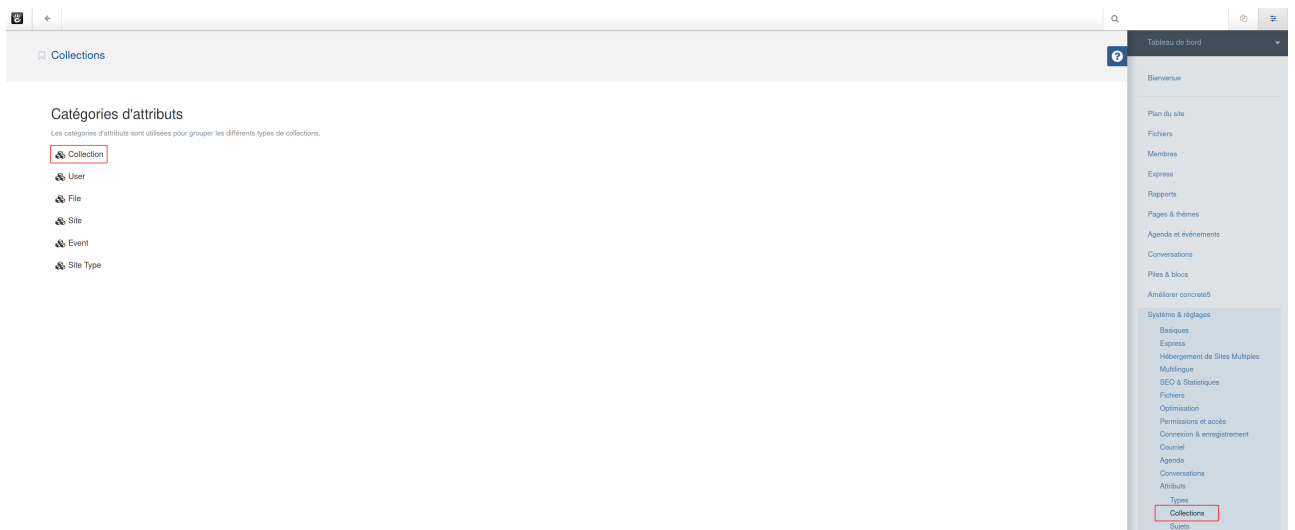 Collections
Catégories d'attributs
Les catégories d'attributs sont utilisées pour grouper les différents types de collections.
Collection
User
File
Site
Event
Site Type
Tableau de bord
Bienvenue
Plan du site
Fichiers
Membres
Express
Rapports
Pages & thèmes
Agenda et événements
Conversations
Piles & blocs
Améliorer concrete5
Système & réglages
Basiques
Express
Hébergement de Sites Multiples
Multilingue
SEO & Statistiques
Fichiers
Optimisation
Permissions et accès
Connexion & enregistrement
Courriel
Agenda
Conversations
Attributs
Types
Collections
Sujets